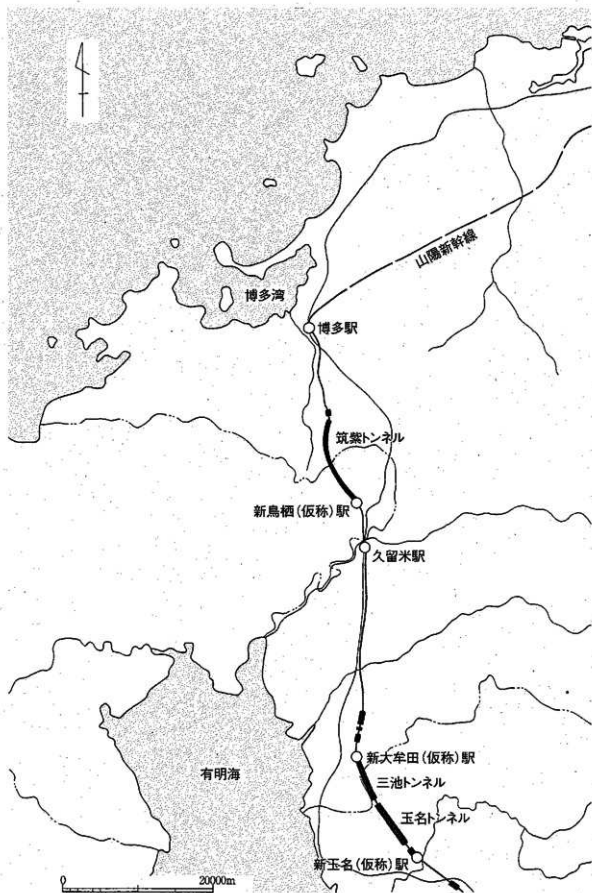 山陽新幹線
博多湾
博多駅
筑紫トンネル
新鳥栖(仮称)駅
久留米駅
新大牟田(仮称)駅
三池トンネル
有明海
玉名トンネル
新玉名(仮称)駅
0 20000m